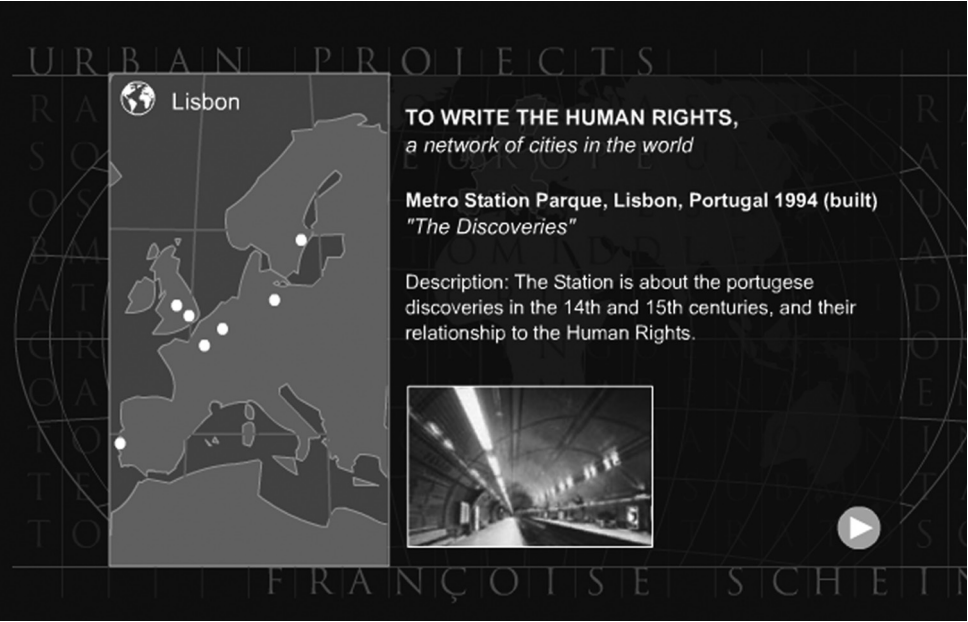 URBAN PROJECTS
Lisbon
TO WRITE THE HUMAN RIGHTS,
a network of cities in the world
Metro Station Parque, Lisbon, Portugal 1994 (built)
"The Discoveries"
Description: The Station is about the portugese
discoveries in the 14th and 15th centuries, and their
relationship to the Human Rights.
FRANÇOISE SCHEIN